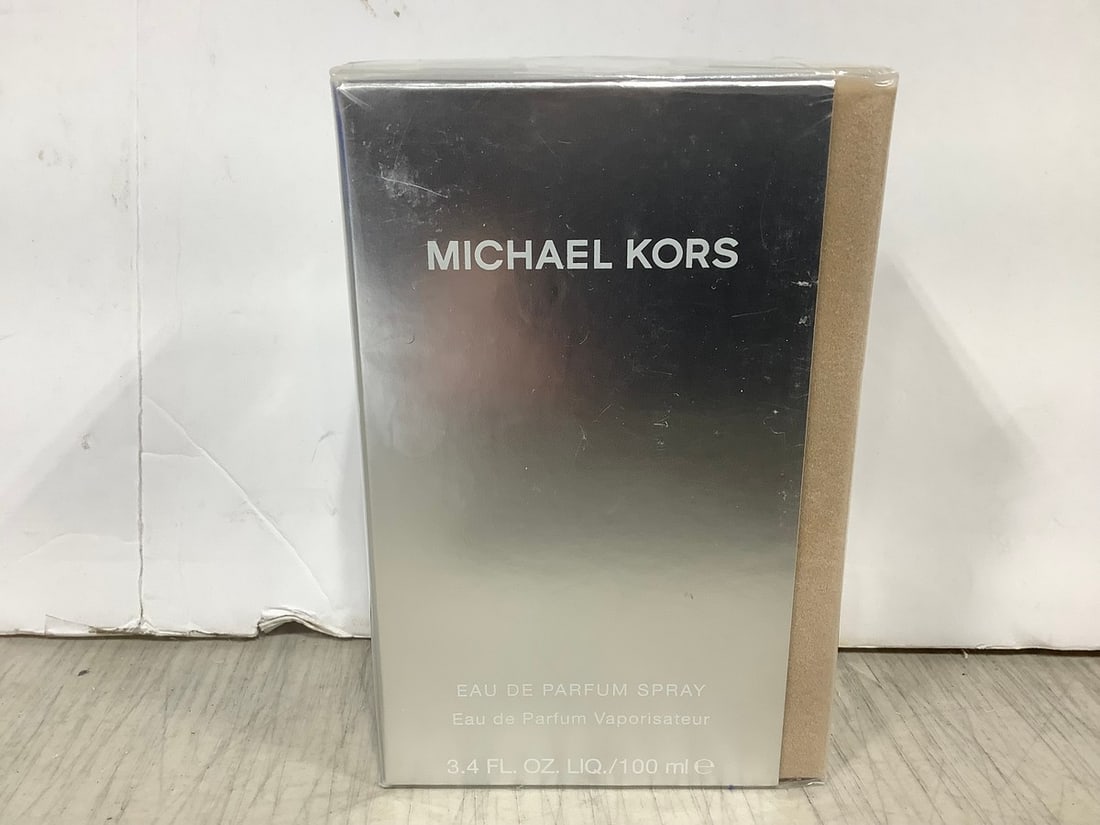 MICHAEL KORS
EAU DE PARFUM SPRAY
Eau de Parfum Vaporisateur
3.4 FL. OZ. LIQ./100 ml ℮